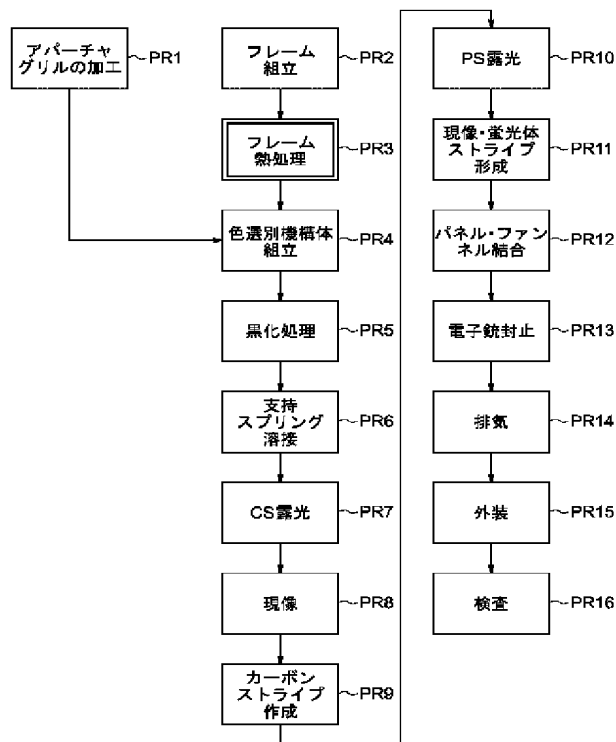 アパーチャ
グリルの加工
PR1
フレーム
組立
PR2
フレーム
熱処理
PR3
色選別機構体
組立
PR4
黒化処理
PR5
支持
スプリング
溶接
PR6
CS露光
PR7
現像
PR8
カーボン
ストライプ
作成
PR9
PS露光
PR10
現像・蛍光体
ストライプ
形成
PR11
パネル・ファン
ネル結合
PR12
電子銃封止
PR13
排気
PR14
外装
PR15
検査
PR16